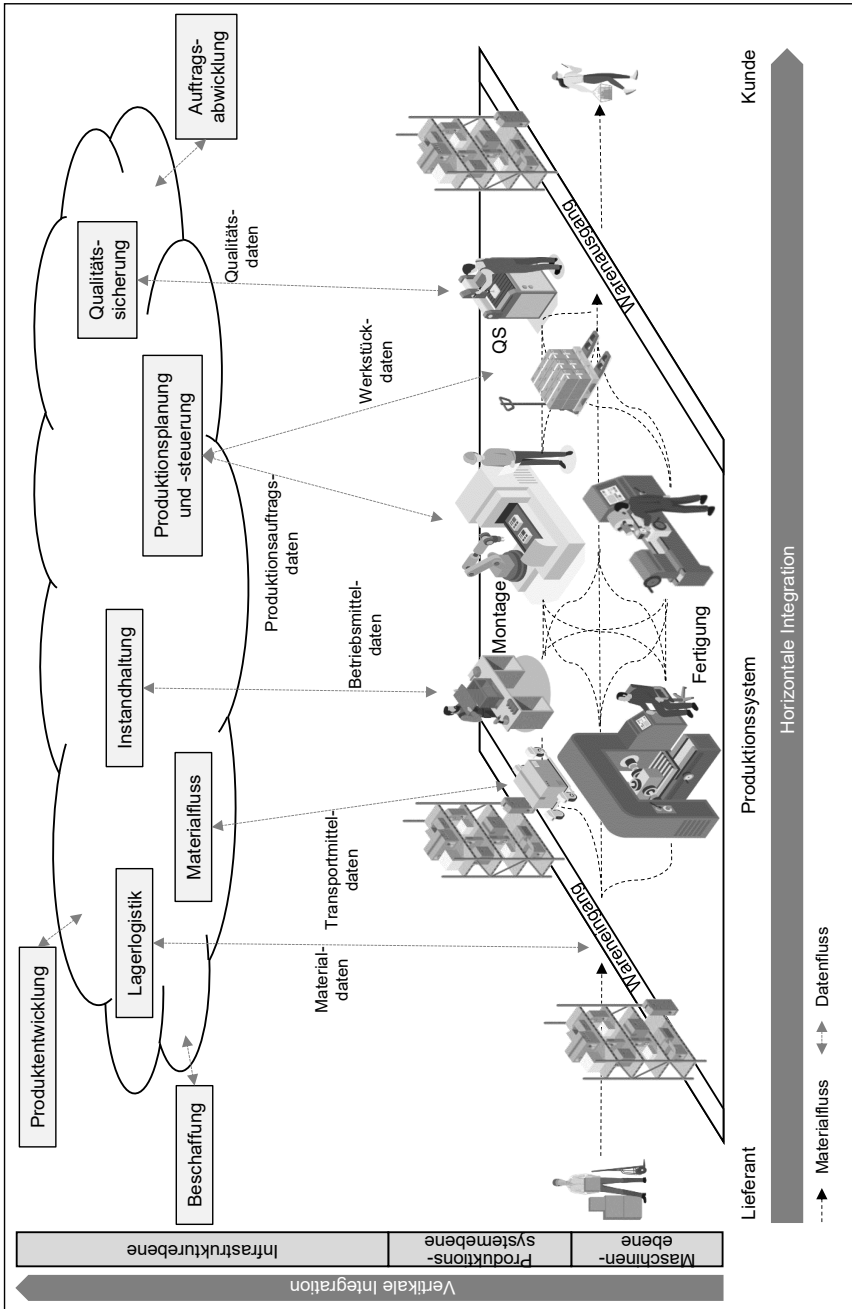 Produktentwicklung
Beschaffung
Lagerlogistik
Materialfluss
Instandhaltung
Produktionsplanung
und -steuerung
Qualitäts-
sicherung
Auftrags-
abwicklung
Material-
daten
Transportmittel-
daten
Betriebsmittel-
daten
Produktionsauftrags-
daten
Werkstück-
daten
Qualitäts-
daten
Vertikale Integration
Infrastrukturebene
Produktions-
systemebene
Maschinen-
ebene
Wareneingang
Montage
Fertigung
QS
Warenausgang
Lieferant
Produktionssystem
Kunde
Horizontale Integration
Materialfluss
Datenfluss